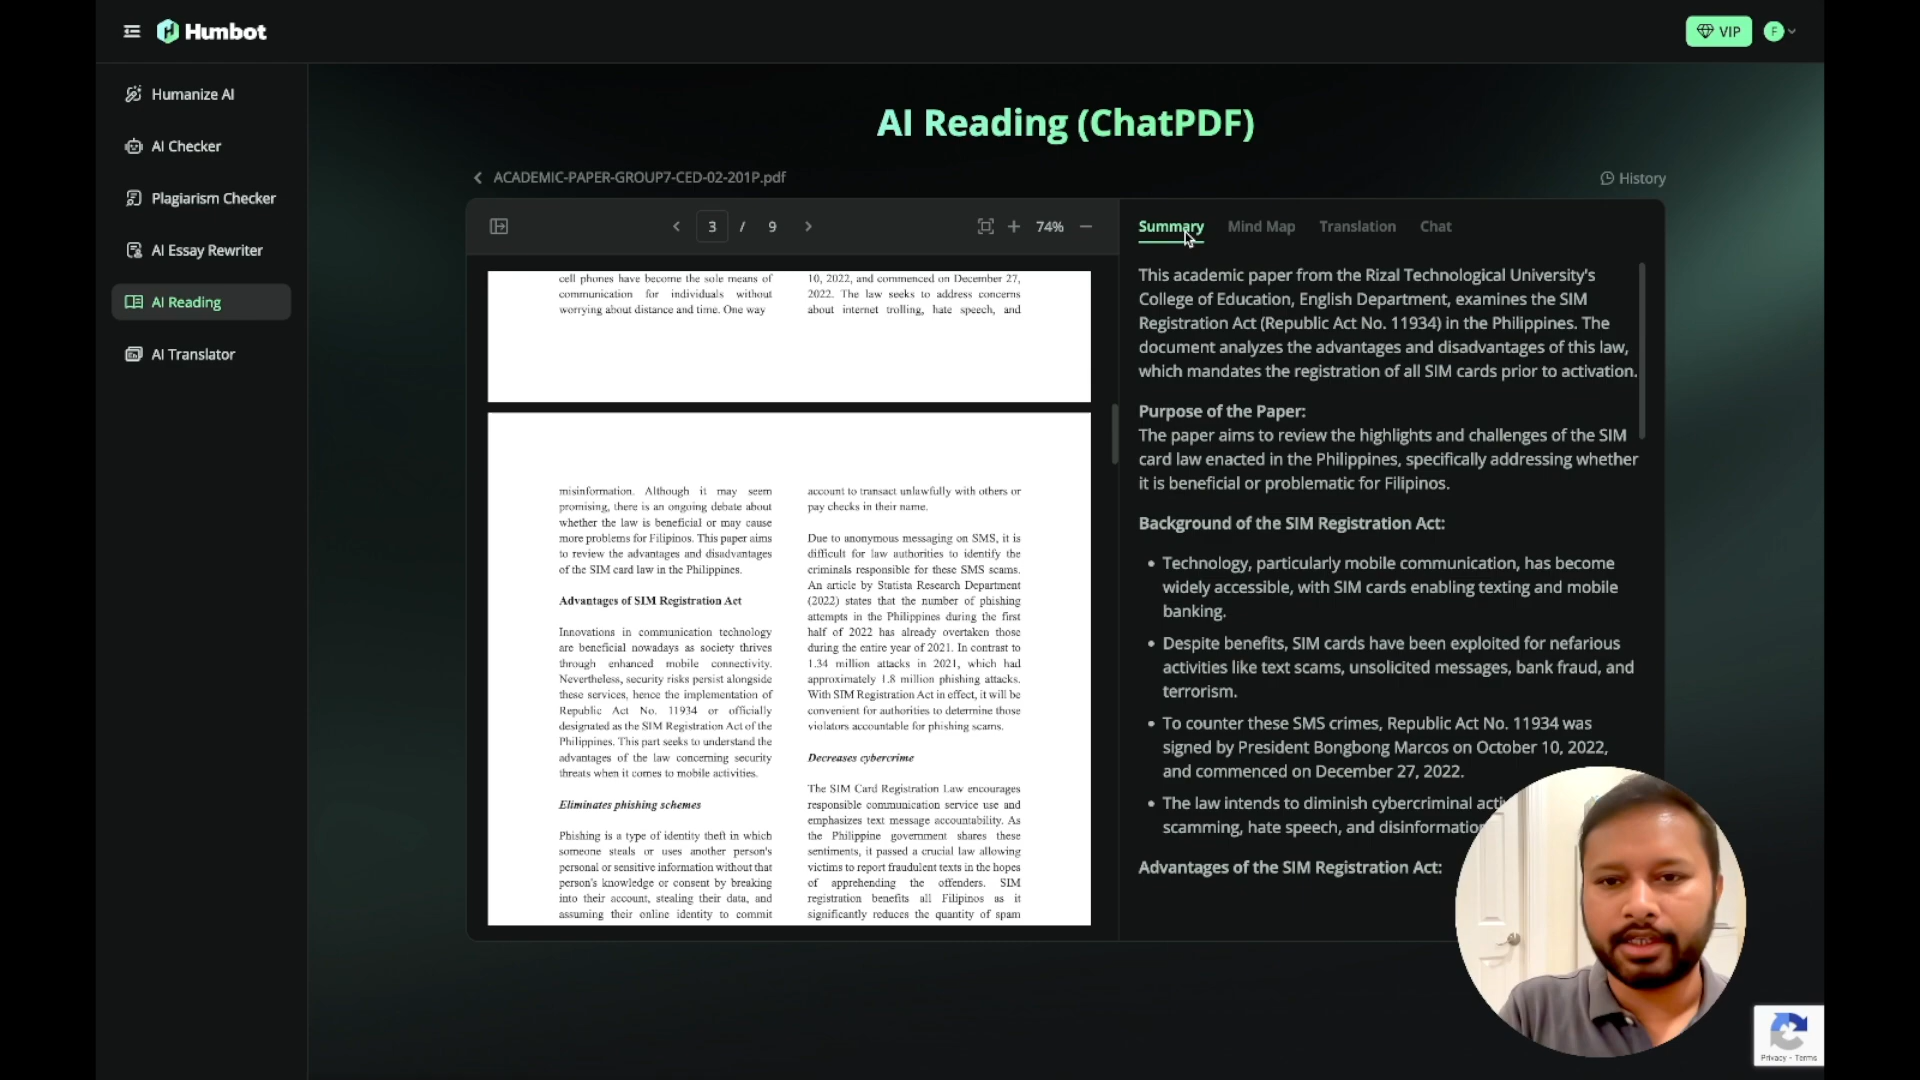 Humbot
VIP
F
Humanize AI
AI Checker
Plagiarism Checker
AI Essay Rewriter
AI Reading
AI Translator
AI Reading (ChatPDF)
ACADEMIC-PAPER-GROUP7-CED-02-201P.pdf
History
3 / 9
74%
cell phones have become the sole means of
communication for individuals without
worrying about distance and time. One way
10, 2022, and commenced on December 27,
2022. The law seeks to address concerns
about internet trolling, hate speech, and
misinformation. Although it may seem
promising, there is an ongoing debate about
whether the law is beneficial or may cause
more problems for Filipinos. This paper aims
to review the advantages and disadvantages
of the SIM card law in the Philippines.
Advantages of SIM Registration Act
Innovations in communication technology
are beneficial nowadays as society thrives
through enhanced mobile connectivity.
Nevertheless, security risks persist alongside
these services, hence the implementation of
Republic Act No. 11934 or officially
designated as the SIM Registration Act of the
Philippines. This part seeks to understand the
advantages of the law concerning security
threats when it comes to mobile activities.
Eliminates phishing schemes
Phishing is a type of identity theft in which
someone steals or uses another person's
personal or sensitive information without that
person's knowledge or consent by breaking
into their account, stealing their data, and
assuming their online identity to commit
account to transact unlawfully with others or
pay checks in their name.
Due to anonymous messaging on SMS, it is
difficult for law authorities to identify the
criminals responsible for these SMS scams.
An article by Statista Research Department
(2022) states that the number of phishing
attempts in the Philippines during the first
half of 2022 has already overtaken those
during the entire year of 2021. In contrast to
1.34 million attacks in 2021, which had
approximately 1.8 million phishing attacks.
With SIM Registration Act in effect, it will be
convenient for authorities to determine those
violators accountable for phishing scams.
Decreases cybercrime
The SIM Card Registration Law encourages
responsible communication service use and
emphasizes text message accountability. As
the Philippine government shares these
sentiments, it passed a crucial law allowing
victims to report fraudulent texts in the hopes
of apprehending the offenders. SIM
registration benefits all Filipinos as it
significantly reduces the quantity of spam
Summary
Mind Map
Translation
Chat
This academic paper from the Rizal Technological University's
College of Education, English Department, examines the SIM
Registration Act (Republic Act No. 11934) in the Philippines. The
document analyzes the advantages and disadvantages of this law,
which mandates the registration of all SIM cards prior to activation.
Purpose of the Paper:
The paper aims to review the highlights and challenges of the SIM
card law enacted in the Philippines, specifically addressing whether
it is beneficial or problematic for Filipinos.
Background of the SIM Registration Act:
• Technology, particularly mobile communication, has become
widely accessible, with SIM cards enabling texting and mobile
banking.
• Despite benefits, SIM cards have been exploited for nefarious
activities like text scams, unsolicited messages, bank fraud, and
terrorism.
• To counter these SMS crimes, Republic Act No. 11934 was
signed by President Bongbong Marcos on October 10, 2022,
and commenced on December 27, 2022.
• The law intends to diminish cybercriminal
scamming, hate speech, and
Advantages of the SIM Registration Act:
Privacy - Terms